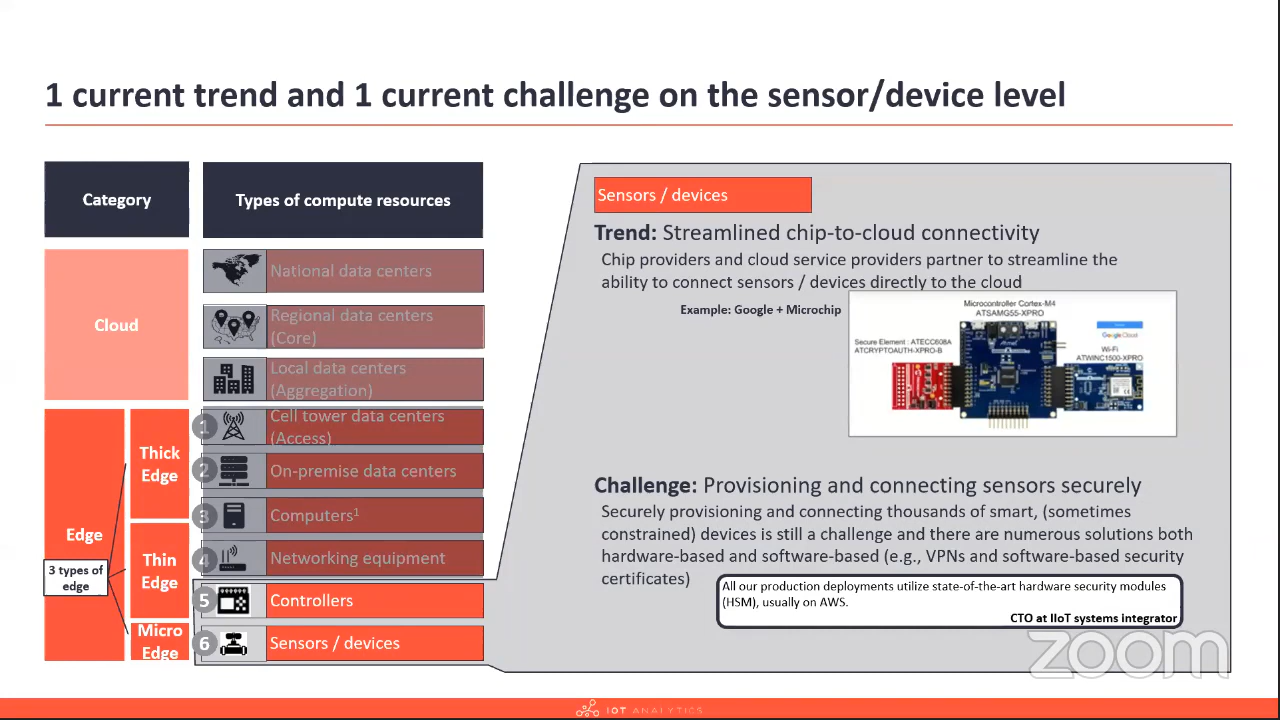 1 current trend and 1 current challenge on the sensor/device level
Category
Types of compute resources
Cloud
National data centers
Regional data centers
(Core)
Local data centers
(Aggregation)
Edge
3 types of
edge
Thick
Edge
Thin
Edge
Micro
Edge
1
Cell tower data centers
(Access)
2
On-premise data centers
3
Computers¹
4
Networking equipment
5
Controllers
6
Sensors / devices
Sensors / devices
Trend: Streamlined chip-to-cloud connectivity
Chip providers and cloud service providers partner to streamline the
ability to connect sensors / devices directly to the cloud
Example: Google + Microchip
Microcontroller Cortex-M4
ATSAMG55-XPRO
Secure Element : ATECC608A
ATCRYPTOAUTH-XPRO-B
Google Cloud
Wi-Fi
ATWINC1500-XPRO
Challenge: Provisioning and connecting sensors securely
Securely provisioning and connecting thousands of smart, (sometimes
constrained) devices is still a challenge and there are numerous solutions both
hardware-based and software-based (e.g., VPNs and software-based security
certificates)
All our production deployments utilize state-of-the-art hardware security modules
(HSM), usually on AWS.
CTO at IIoT systems integrator
zoom
IOT ANALYTICS